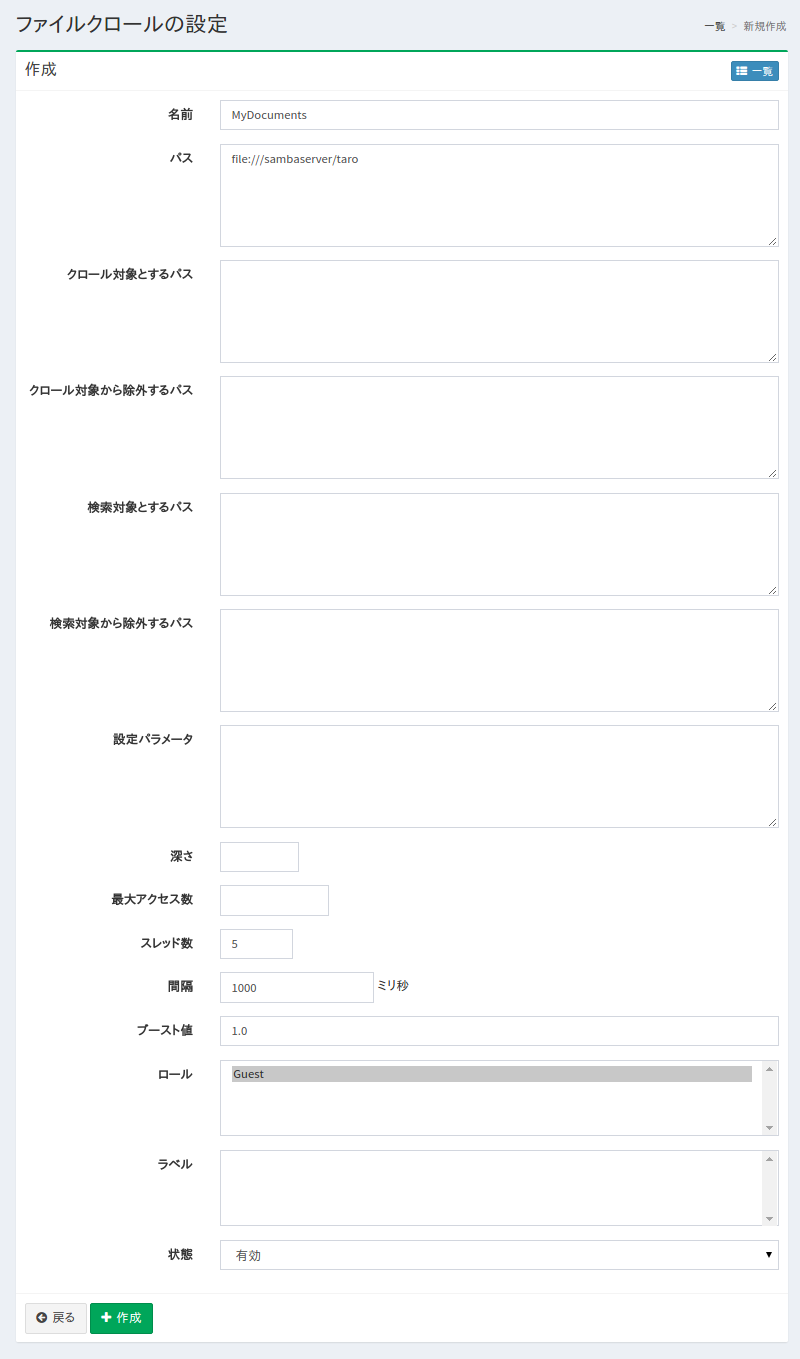 ファイルクロールの設定
一覧 > 新規作成
作成
一覧
名前
MyDocuments
パス
file:///sambaserver/taro
クロール対象とするパス
クロール対象から除外するパス
検索対象とするパス
検索対象から除外するパス
設定パラメータ
深さ
最大アクセス数
スレッド数
5
間隔
1000 ミリ秒
ブースト値
1.0
ロール
Guest
ラベル
状態
有効
戻る 作成